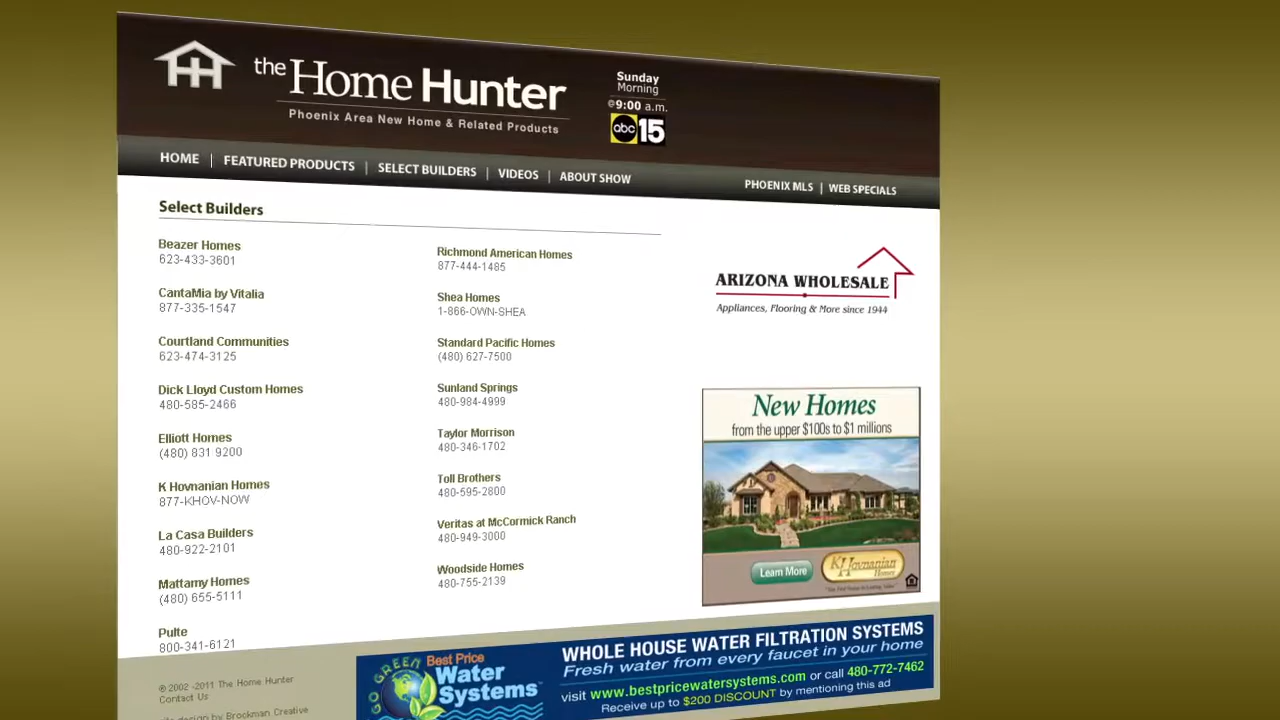 the Home Hunter
Phoenix Area New Home & Related Products
Sunday
Morning
@9:00 a.m.
abc 15
HOME | FEATURED PRODUCTS | SELECT BUILDERS | VIDEOS | ABOUT SHOW
PHOENIX MLS | WEB SPECIALS
Select Builders
Beazer Homes
623-433-3601
CantaMia by Vitalia
877-335-1547
Courtland Communities
623-474-3125
Dick Lloyd Custom Homes
480-585-2466
Elliott Homes
(480) 831 9200
K Hovnanian Homes
877-KHOV-NOW
La Casa Builders
480-922-2101
Mattamy Homes
(480) 655-5111
Pulte
800-341-6121
Richmond American Homes
877-444-1485
Shea Homes
1-866-OWN-SHEA
Standard Pacific Homes
(480) 627-7500
Sunland Springs
480-984-4999
Taylor Morrison
480-346-1702
Toll Brothers
480-595-2800
Veritas at McCormick Ranch
480-949-3000
Woodside Homes
480-755-2139
ARIZONA WHOLESALE
Appliances, Flooring & More since 1944
New Homes
from the upper $100s to $1 millions
Learn More
K Hovnanian
Homes
GO GREEN
Best Price
Water
Systems
WHOLE HOUSE WATER FILTRATION SYSTEMS
Fresh water from every faucet in your home
visit www.bestpricewatersystems.com or call 480-772-7462
Receive up to $200 DISCOUNT by mentioning this ad
© 2002 -2011 The Home Hunter
Contact Us
design by Brookman Creative